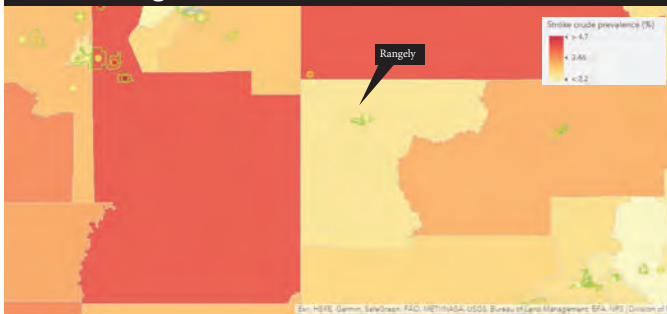 Stroke crude prevalence (%)
> 4.7
Rangely
3.46
< 2.2
Esri, HERE, Garmin, SafeGraph, FAO, METI/NASA, USGS, Bureau of Land Management, EPA, NPS | Division of